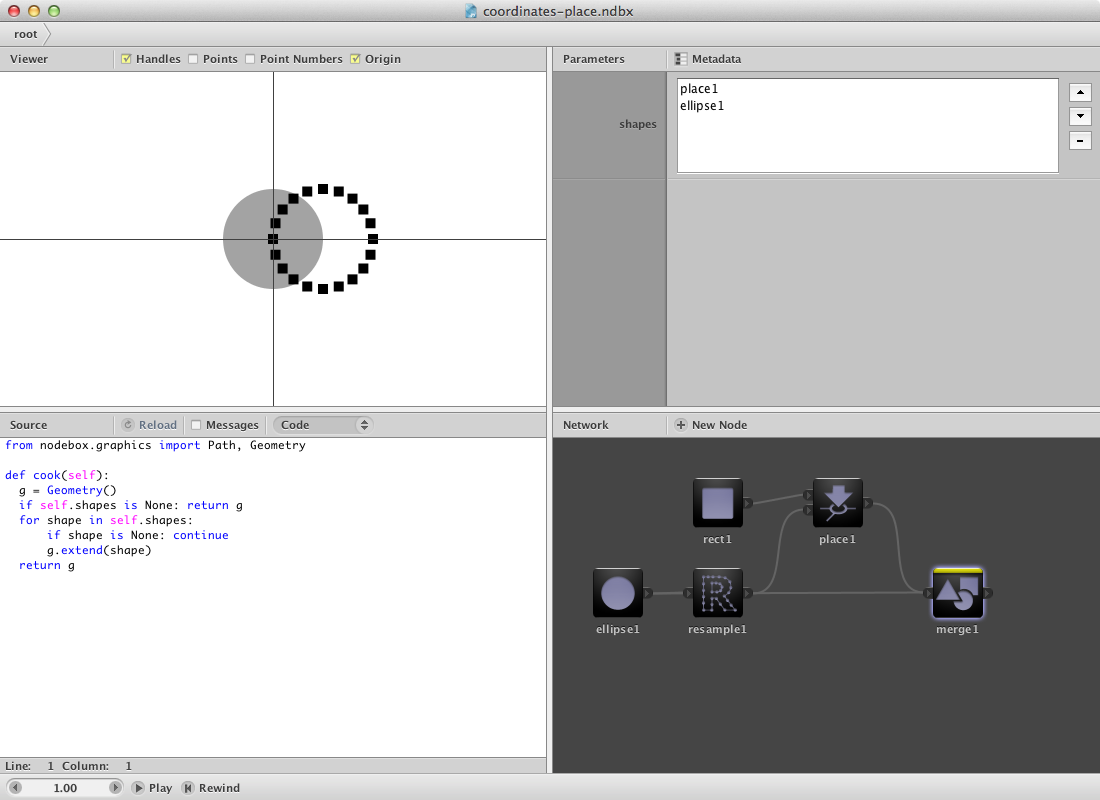 coordinates-place.ndbx
root
Viewer Handles Points Point Numbers Origin
Parameters Metadata
shapes
place1
ellipse1
Source Reload Messages Code
from nodebox.graphics import Path, Geometry
def cook(self):
g = Geometry()
if self.shapes is None: return g
for shape in self.shapes:
if shape is None: continue
g.extend(shape)
return g
Line: 1 Column: 1
Network New Node
rect1
place1
ellipse1
resample1
merge1
1.00 Play Rewind